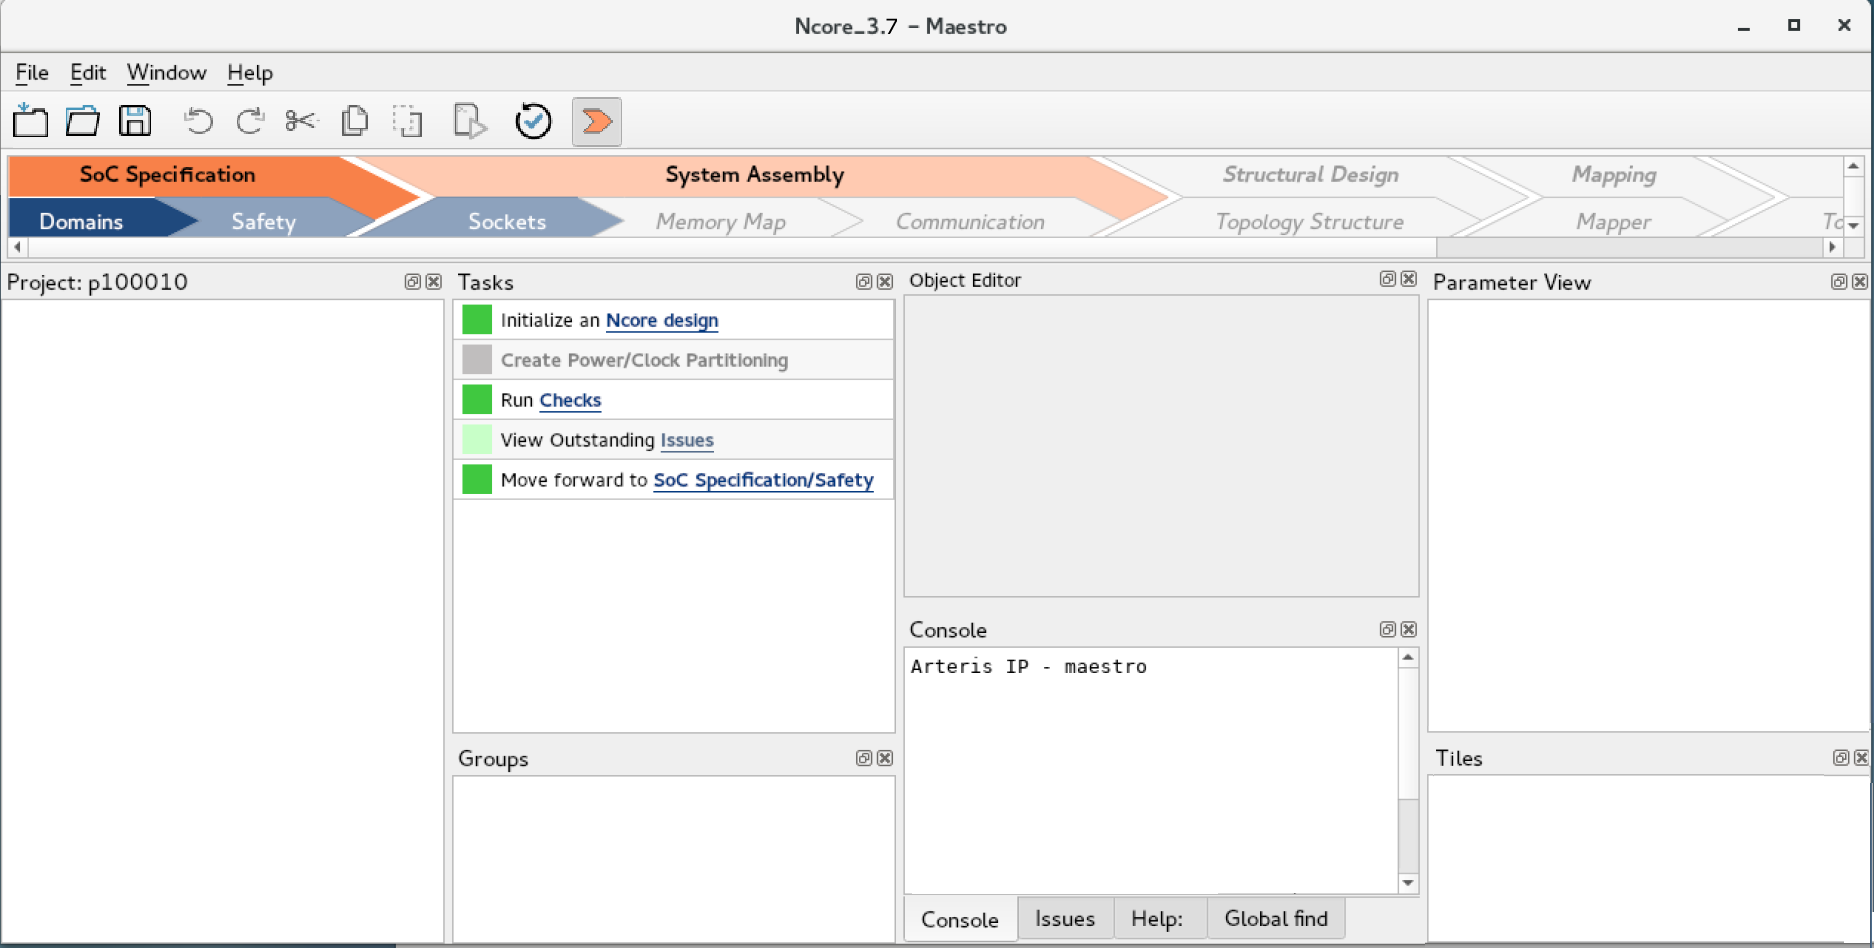 Ncore_3.7 – Maestro
File Edit Window Help
SoC Specification System Assembly Structural Design Mapping
Domains Safety Sockets Memory Map Communication Topology Structure Mapper To
Project: p100010
Tasks
Initialize an Ncore design
Create Power/Clock Partitioning
Run Checks
View Outstanding Issues
Move forward to SoC Specification/Safety
Groups
Object Editor
Console
Arteris IP - maestro
Console Issues Help: Global find
Parameter View
Tiles